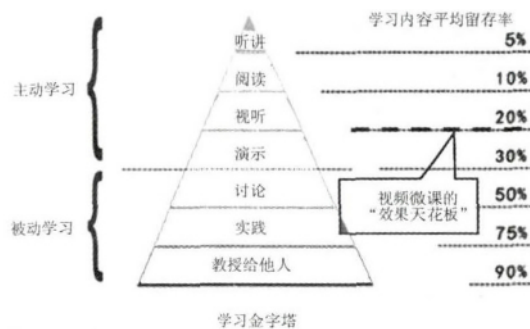 学习内容平均留存率
听讲
5%
阅读
10%
主动学习
视听
20%
演示
30%
讨论
视频微课的
“效果天花板”
50%
被动学习
实践
75%
教授给他人
90%
学习金字塔